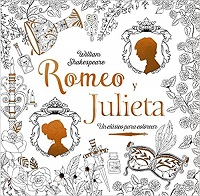 William
Shakespeare
Romeo y
Julieta
Un clásico para colorear